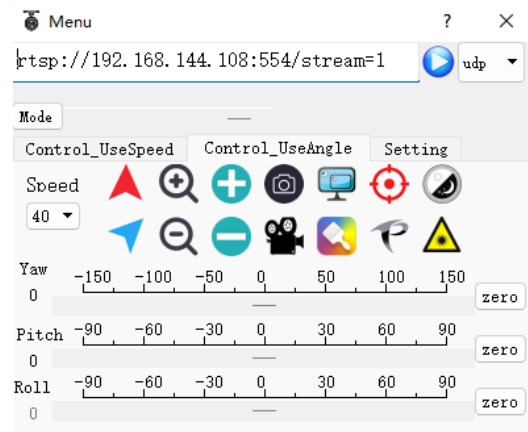 Menu
rtsp://192.168.144.108:554/stream=1
udp
Mode
Control_UseSpeed Control_UseAngle Setting
Speed
40
Yaw -150 -100 -50 0 50 100 150
0 zero
Pitch -90 -60 -30 0 30 60 90
0 zero
Roll -90 -60 -30 0 30 60 90
0 zero